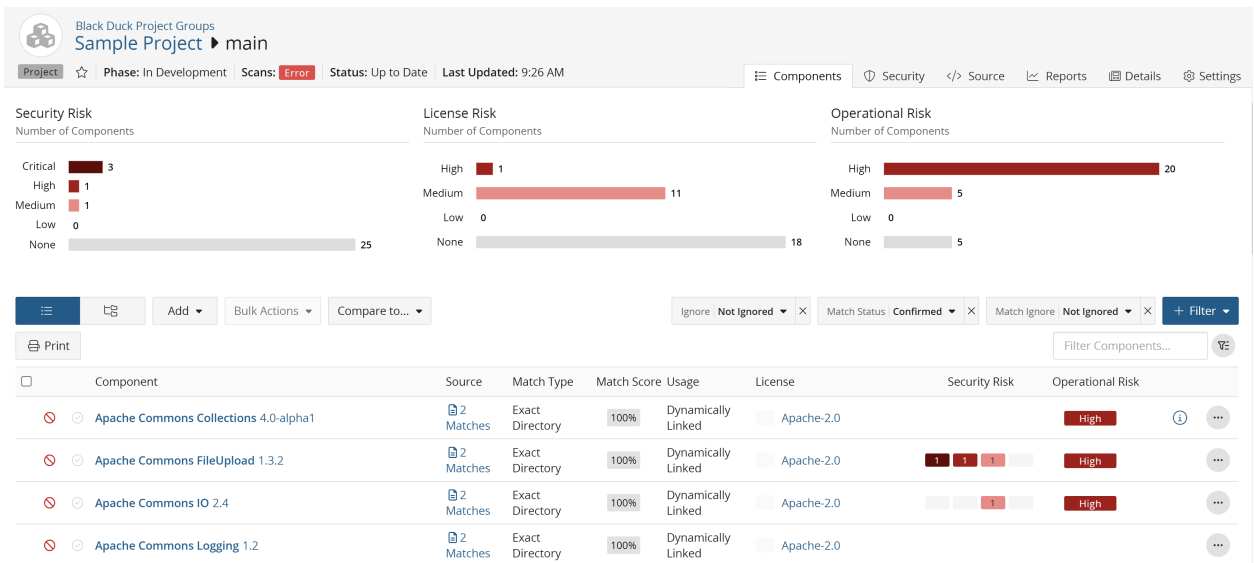 Black Duck Project Groups
Sample Project main
Project Phase: In Development Scans: Error Status: Up to Date Last Updated: 9:26 AM
Components Security Source Reports Details Settings
Security Risk
Number of Components
Critical 3
High 1
Medium 1
Low 0
None 25
License Risk
Number of Components
High 1
Medium 11
Low 0
None 18
Operational Risk
Number of Components
High 20
Medium 5
Low 0
None 5
Add Bulk Actions Compare to... Ignore Not Ignored Match Status Confirmed Match Ignore Not Ignored + Filter
Print Filter Components...
Component Source Match Type Match Score Usage License Security Risk Operational Risk
Apache Commons Collections 4.0-alpha1 2 Matches Exact Directory 100% Dynamically Linked Apache-2.0 High
Apache Commons FileUpload 1.3.2 2 Matches Exact Directory 100% Dynamically Linked Apache-2.0 1 1 1 High
Apache Commons IO 2.4 2 Matches Exact Directory 100% Dynamically Linked Apache-2.0 1 High
Apache Commons Logging 1.2 2 Matches Exact Directory 100% Dynamically Linked Apache-2.0